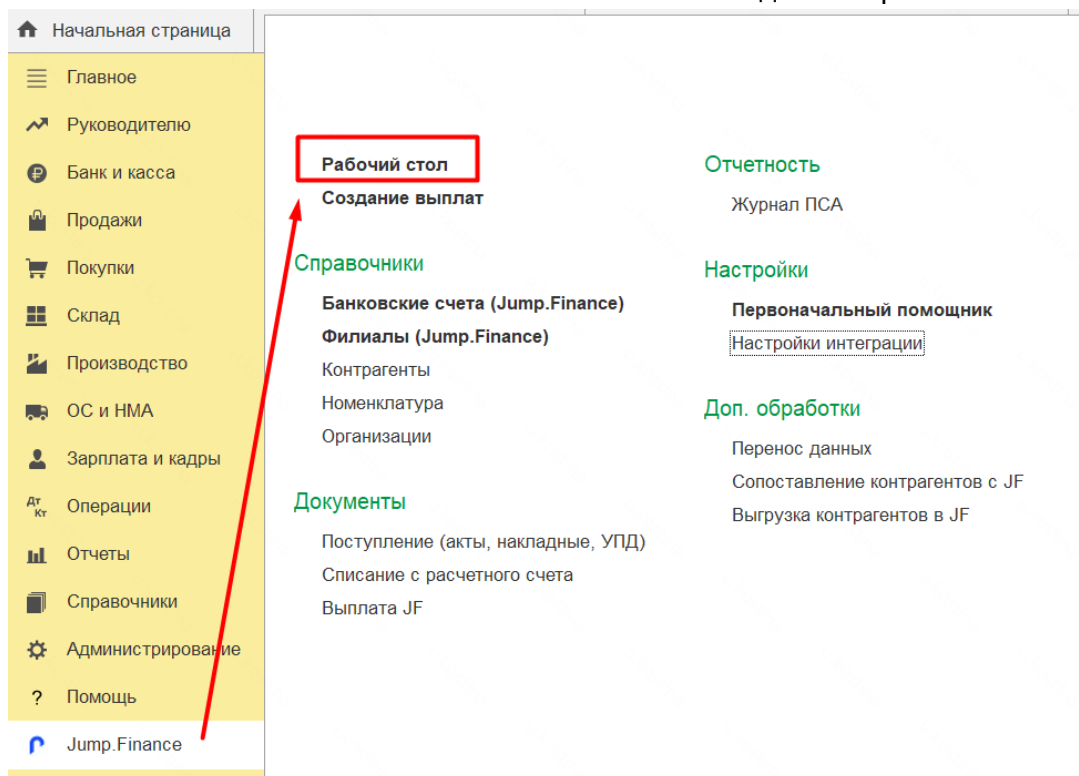 Начальная страница
Главное
Руководителю
Банк и касса
Продажи
Покупки
Склад
Производство
ОС и НМА
Зарплата и кадры
Дт Кт Операции
Отчеты
Справочники
Администрирование
? Помощь
Jump.Finance
Рабочий стол
Создание выплат
Справочники
Банковские счета (Jump.Finance)
Филиалы (Jump.Finance)
Контрагенты
Номенклатура
Организации
Документы
Поступление (акты, накладные, УПД)
Списание с расчетного счета
Выплата JF
Отчетность
Журнал ПСА
Настройки
Первоначальный помощник
Настройки интеграции
Доп. обработки
Перенос данных
Сопоставление контрагентов с JF
Выгрузка контрагентов в JF